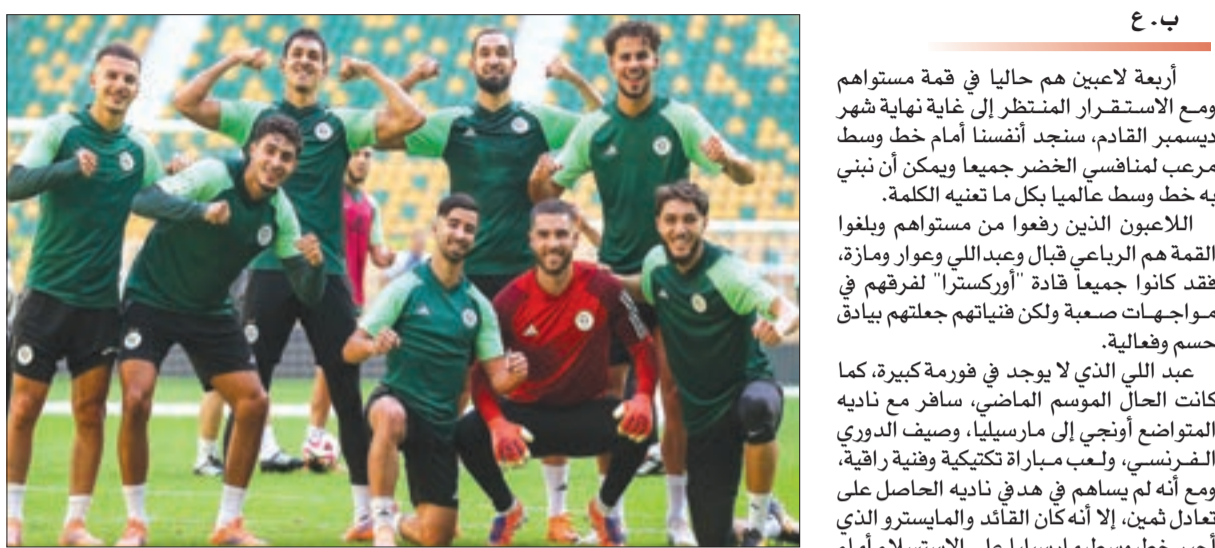 ب. ع
أربعة لاعبين هم حاليا في قمة مستواهم
ومع الاستقرار المنتظر إلى غاية نهاية شهر
ديسمبر القادم، سنجد أنفسنا أمام خط وسط
مرعب لمنافسي الخضر جميعا ويمكن أن نبني
به خط وسط عالميا بكل ما تعنيه الكلمة.
اللاعبون الذين رفعوا من مستواهم وبلغوا
القمة هم الرباعي قبال وعبداللي وعوار ومازة،
فقد كانوا جميعا قادة "أوركسترا" لفرقهم في
مواجهات صعبة ولكن فنياتهم جعلتهم بيادق
حسم وفعالية.
عبد اللي الذي لا يوجد في فورمة كبيرة، كما
كانت الحال الموسم الماضي، سافر مع ناديه
المتواضع أونجي إلى مارسيليا، وصيف الدوري
الفرنسي، ولعب مباراة تكتيكية وفنية راقية،
ومع أنه لم يساهم في هدفي ناديه الحاصل على
تعادل ثمين، إلا أنه كان القائد والمايسترو الذي